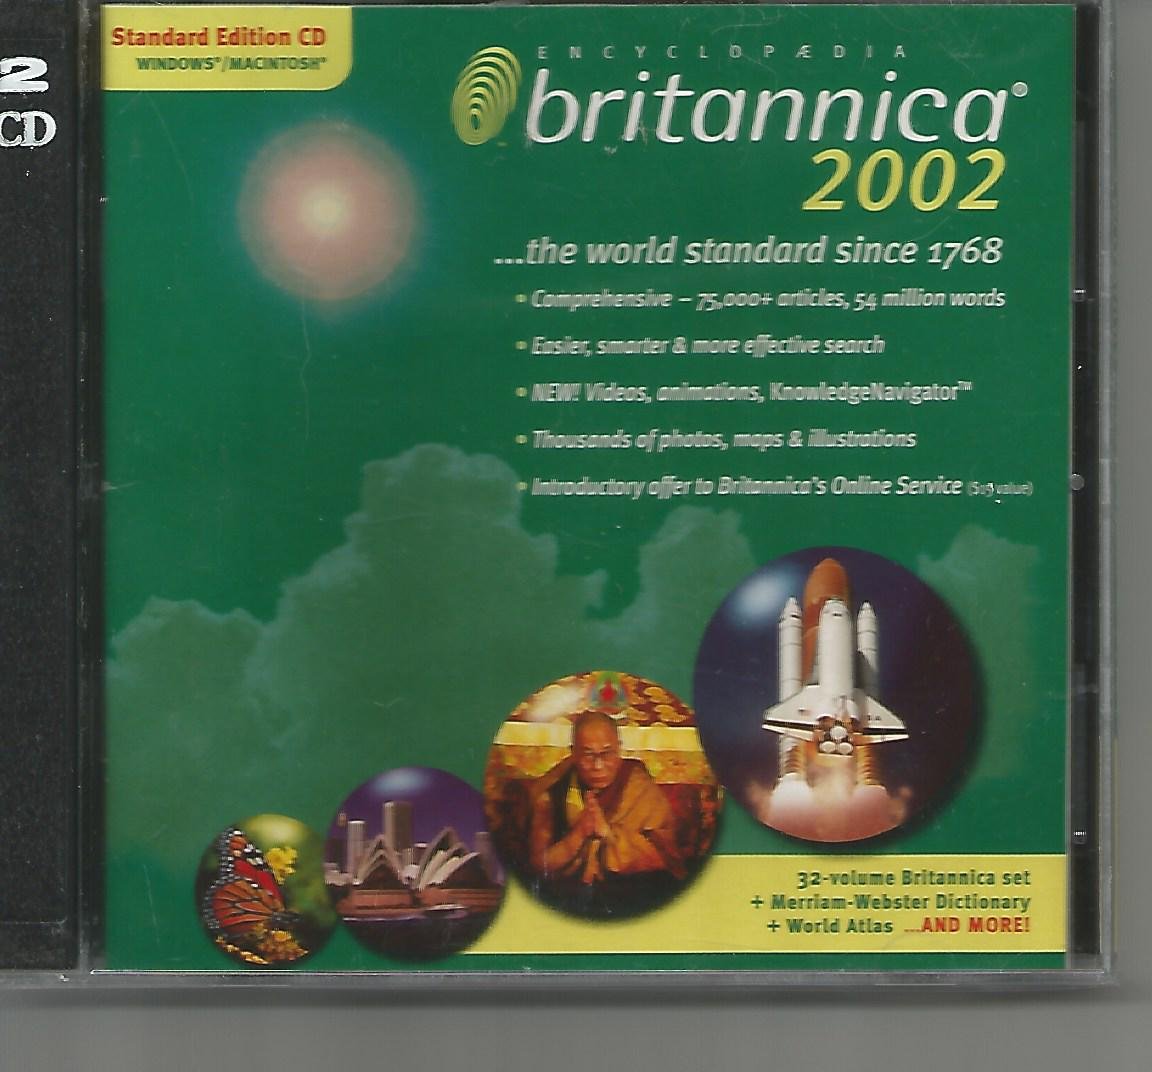 Standard Edition CD
WINDOWS®/MACINTOSH®
2
CD
ENCYCLOPÆDIA
britannica®
2002
...the world standard since 1768
• Comprehensive – 75,000+ articles, 54 million words
• Easier, smarter & more effective search
• NEW! Videos, animations, KnowledgeNavigator™
• Thousands of photos, maps & illustrations
• Introductory offer to Britannica's Online Service ($15 value)
32-volume Britannica set
+ Merriam-Webster Dictionary
+ World Atlas ...AND MORE!